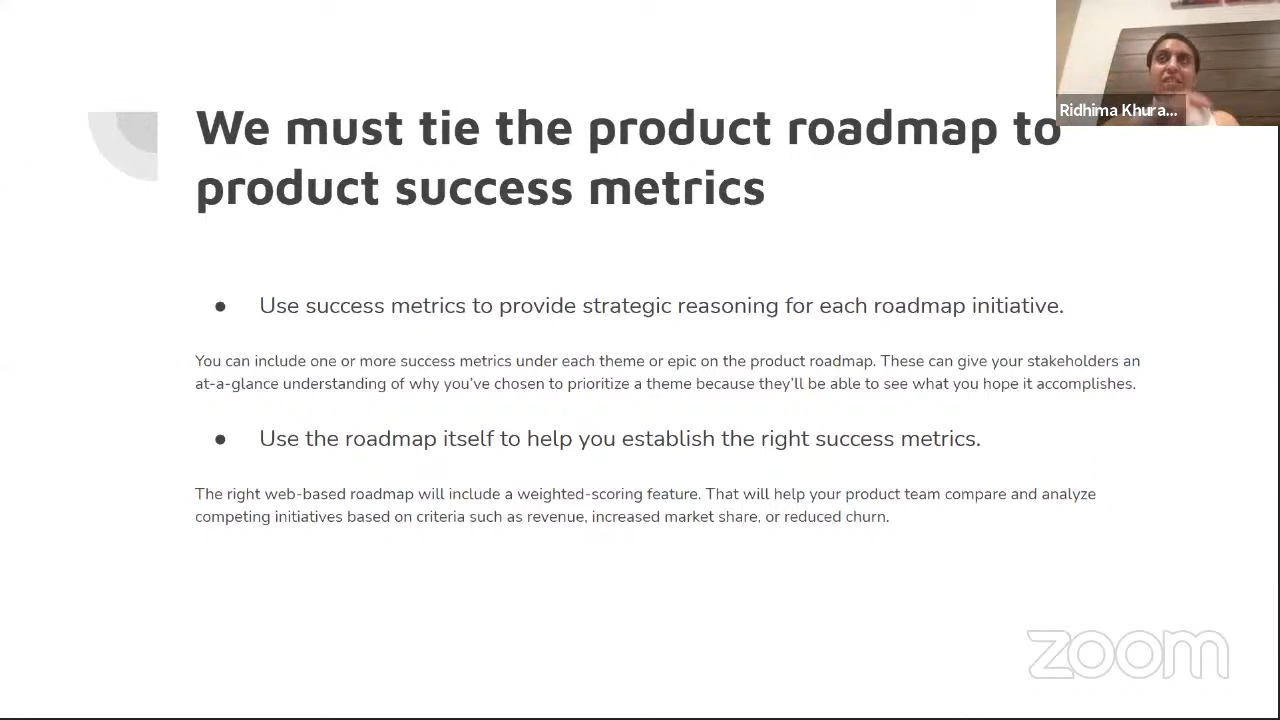 Ridhima Khura...
We must tie the product roadmap to
product success metrics
● Use success metrics to provide strategic reasoning for each roadmap initiative.
You can include one or more success metrics under each theme or epic on the product roadmap. These can give your stakeholders an
at-a-glance understanding of why you've chosen to prioritize a theme because they'll be able to see what you hope it accomplishes.
● Use the roadmap itself to help you establish the right success metrics.
The right web-based roadmap will include a weighted-scoring feature. That will help your product team compare and analyze
competing initiatives based on criteria such as revenue, increased market share, or reduced churn.
zoom